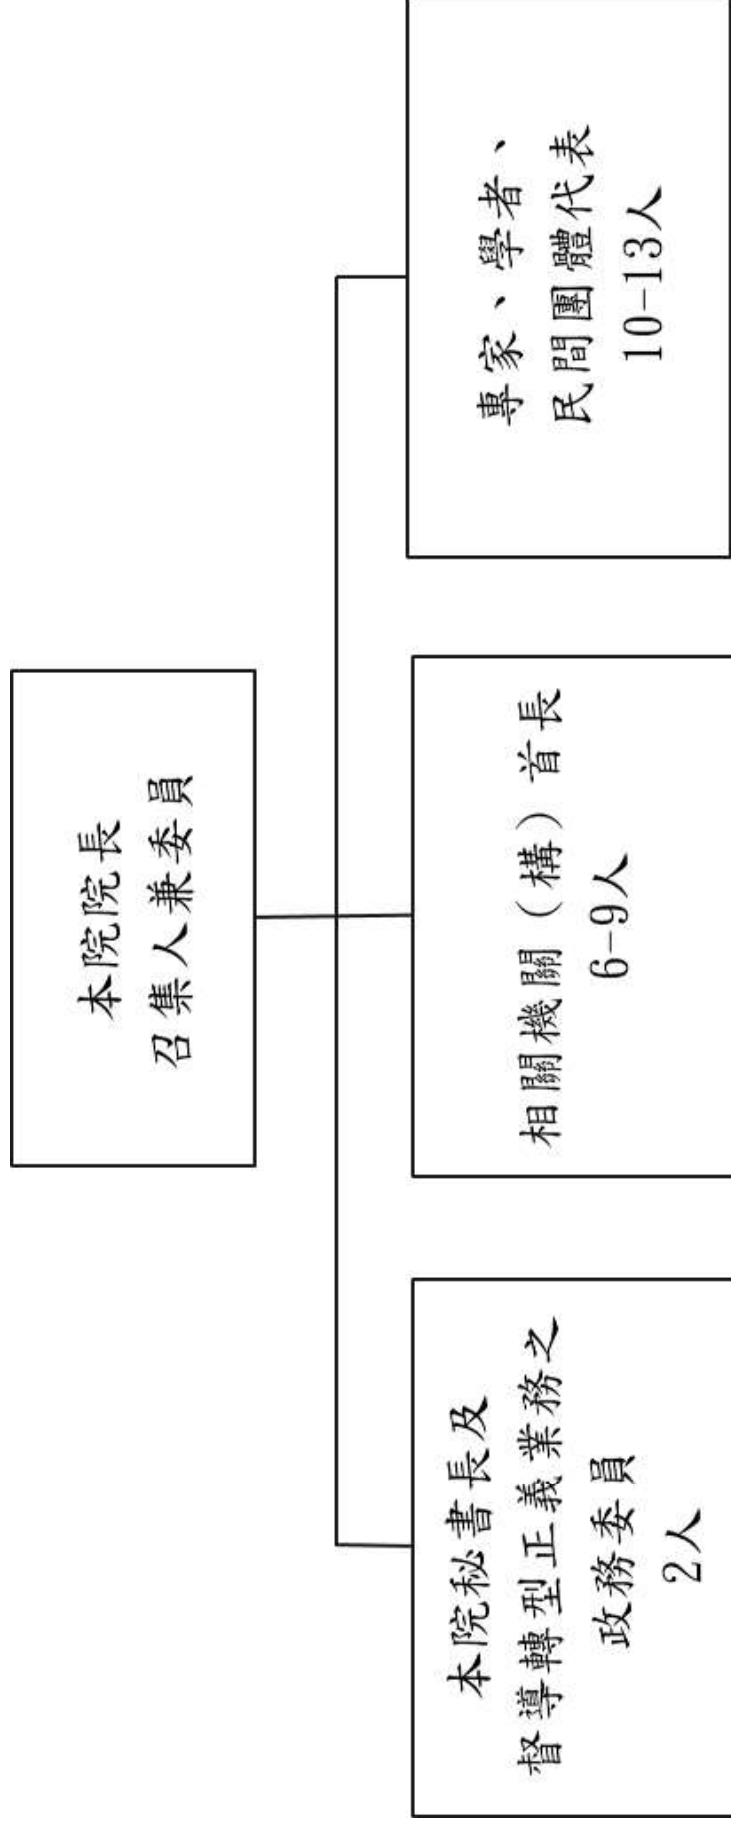 本院院長
召集人兼委員
本院秘書長及
督導轉型正義業務之
政務委員
2人
相關機關（構）首長
6-9人
專家、學者、
民間團體代表
10-13人